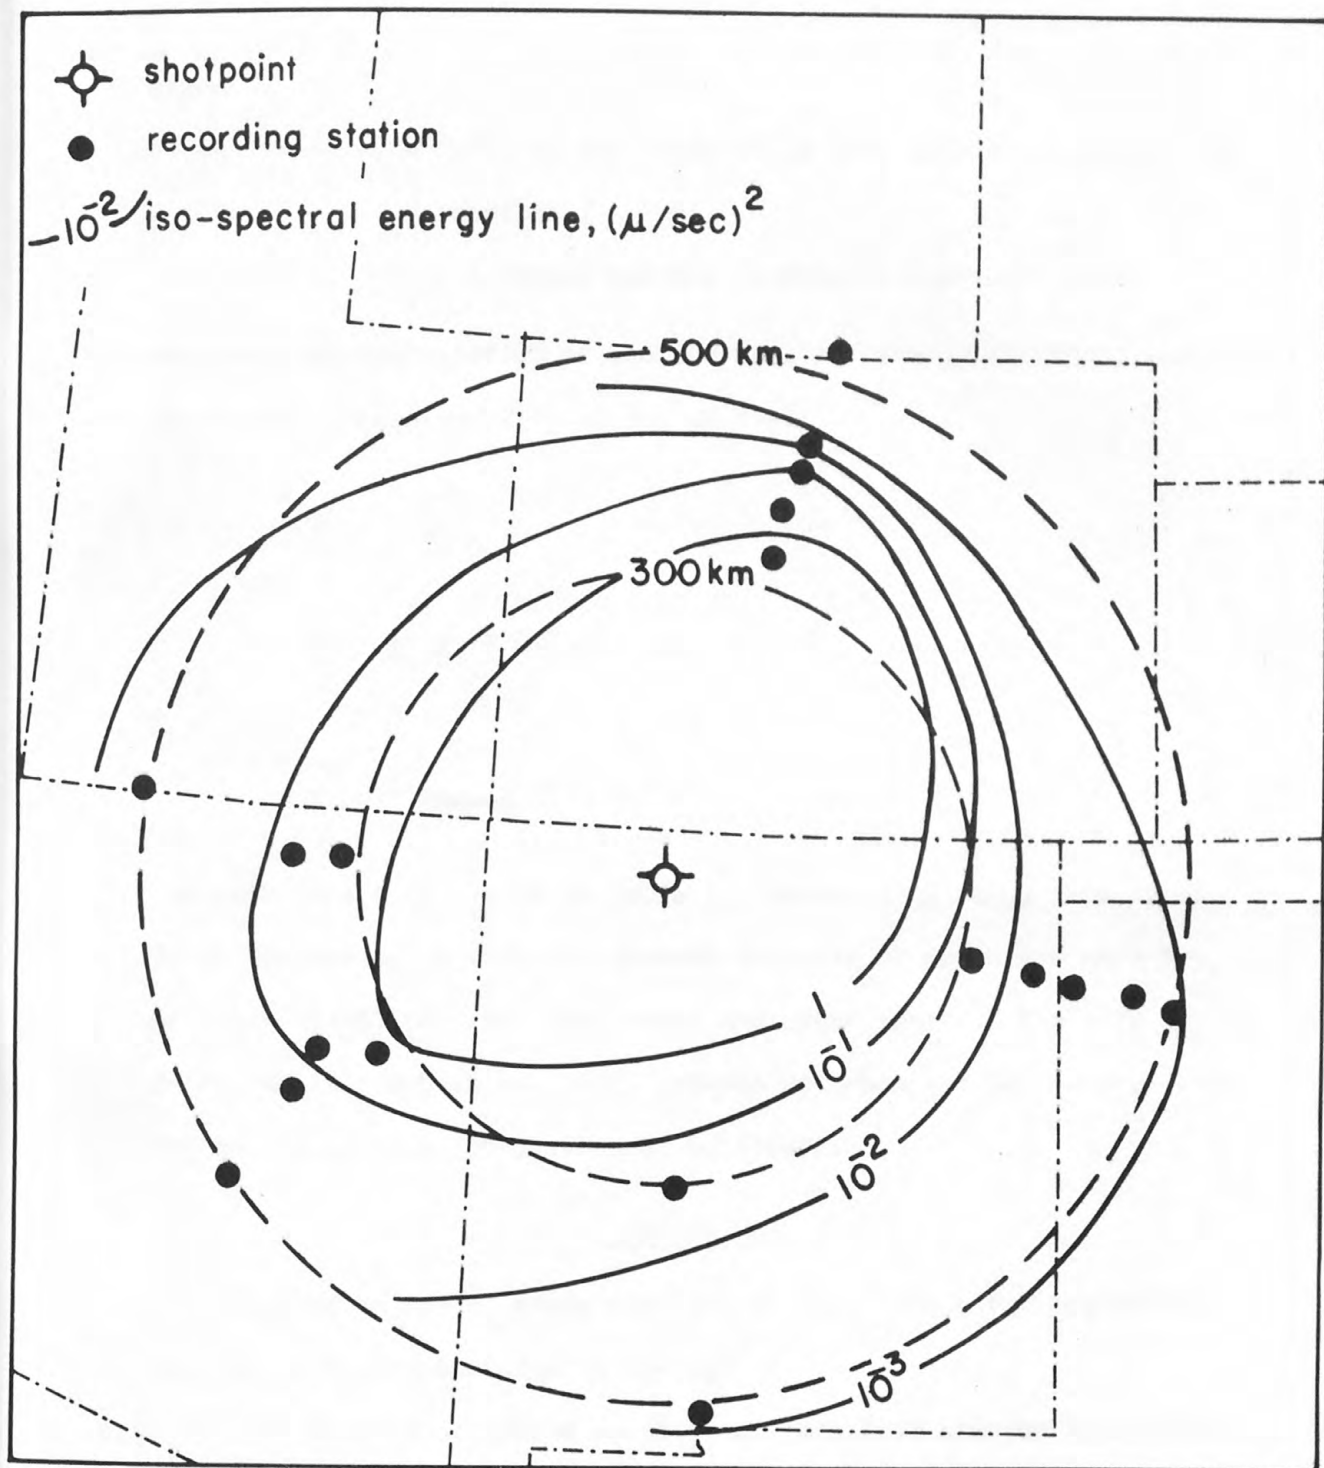 shotpoint
recording station
10⁻²
iso-spectral energy line, (μ/sec)²
500 km
300 km
1
10⁻¹
10⁻²
10⁻³